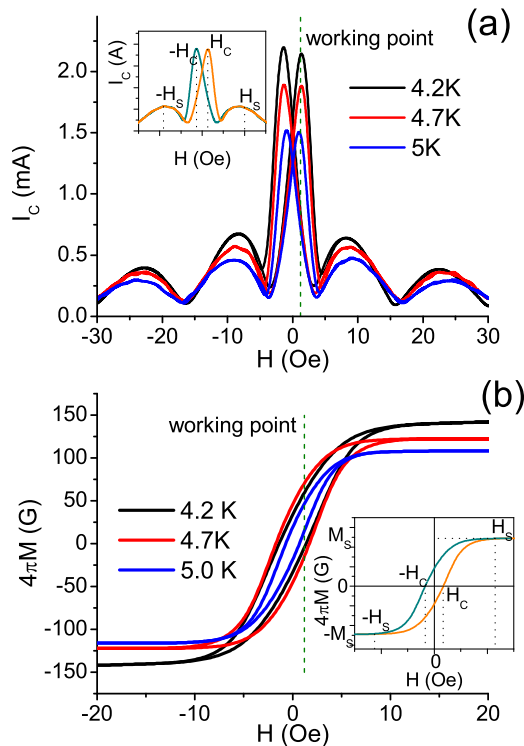 (a)
working point
4.2K
4.7K
5K
I_C (mA)
2.0
1.5
1.0
0.5
0.0
-30 -20 -10 0 10 20 30
H (Oe)
I_C (A)
-H_C
H_C
-H_S
H_S
H (Oe)
(b)
working point
4.2 K
4.7K
5.0 K
4πM (G)
150
100
50
0
-50
-100
-150
-20 -10 0 10 20
H (Oe)
4πM (G)
M_S
0
-M_S
H_S
-H_C
H_C
-H_S
0
H (Oe)